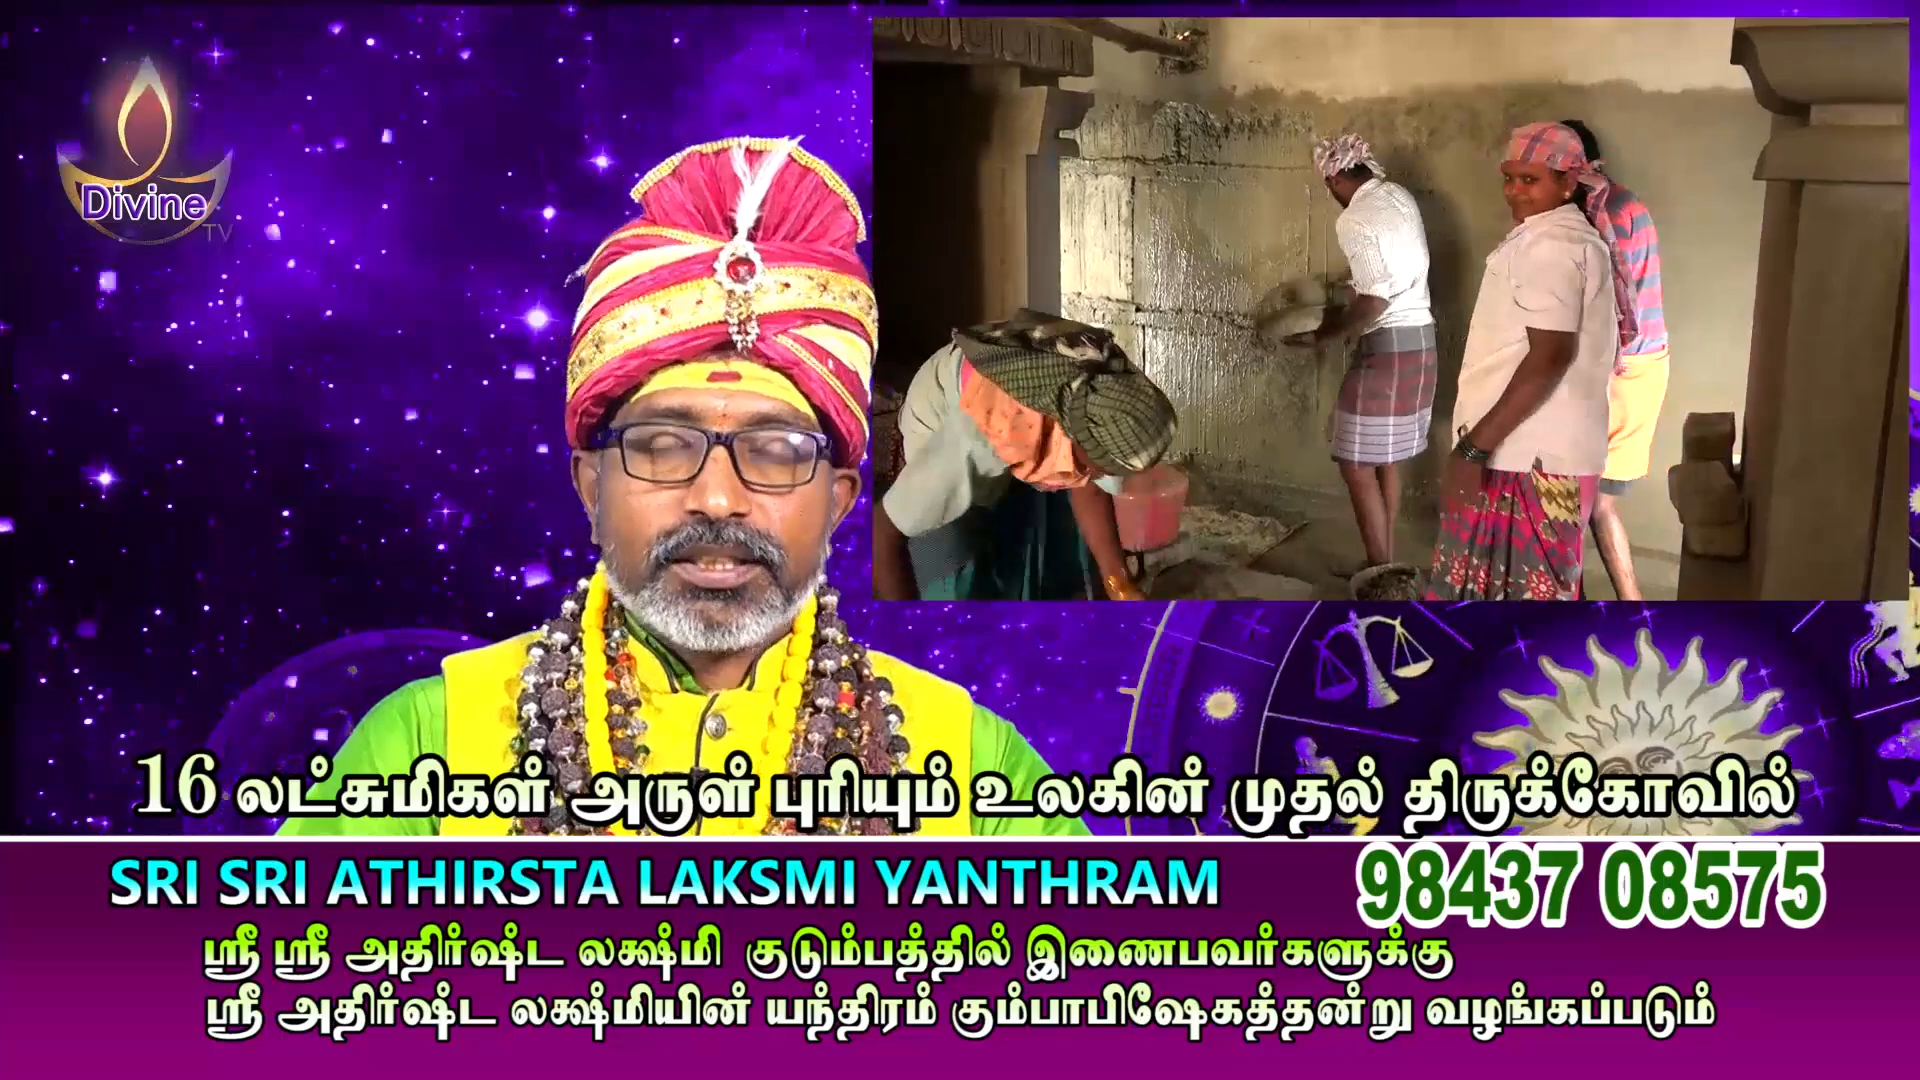 Divine
TV
16 லட்சுமிகள் அருள் புரியும் உலகின் முதல் திருக்கோவில்
SRI SRI ATHIRSTA LAKSMI YANTHRAM
98437 08575
ஸ்ரீ ஸ்ரீ அதிர்ஷ்ட லக்ஷ்மி குடும்பத்தில் இணைபவர்களுக்கு
ஸ்ரீ அதிர்ஷ்ட லக்ஷ்மியின் யந்திரம் கும்பாபிஷேகத்தன்று வழங்கப்படும்